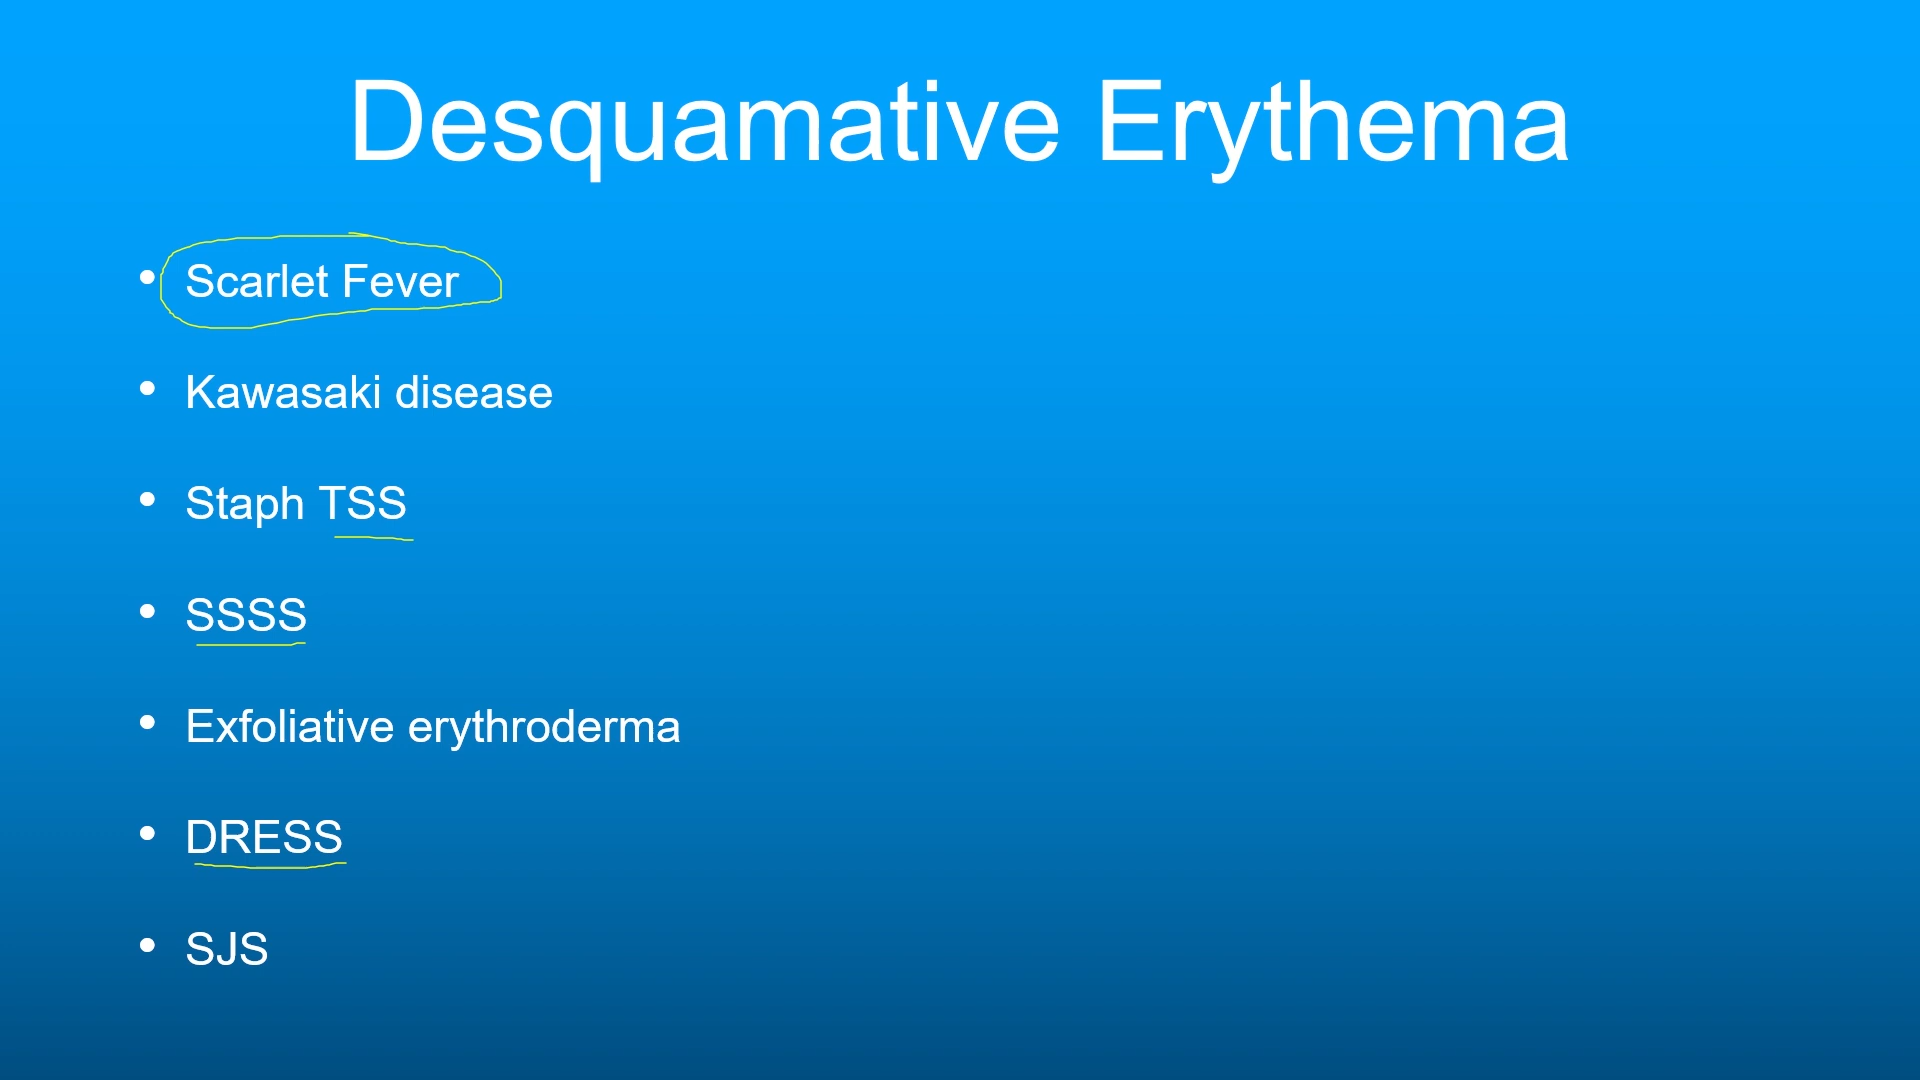 Desquamative Erythema
• Scarlet Fever
• Kawasaki disease
• Staph TSS
• SSSS
• Exfoliative erythroderma
• DRESS
• SJS